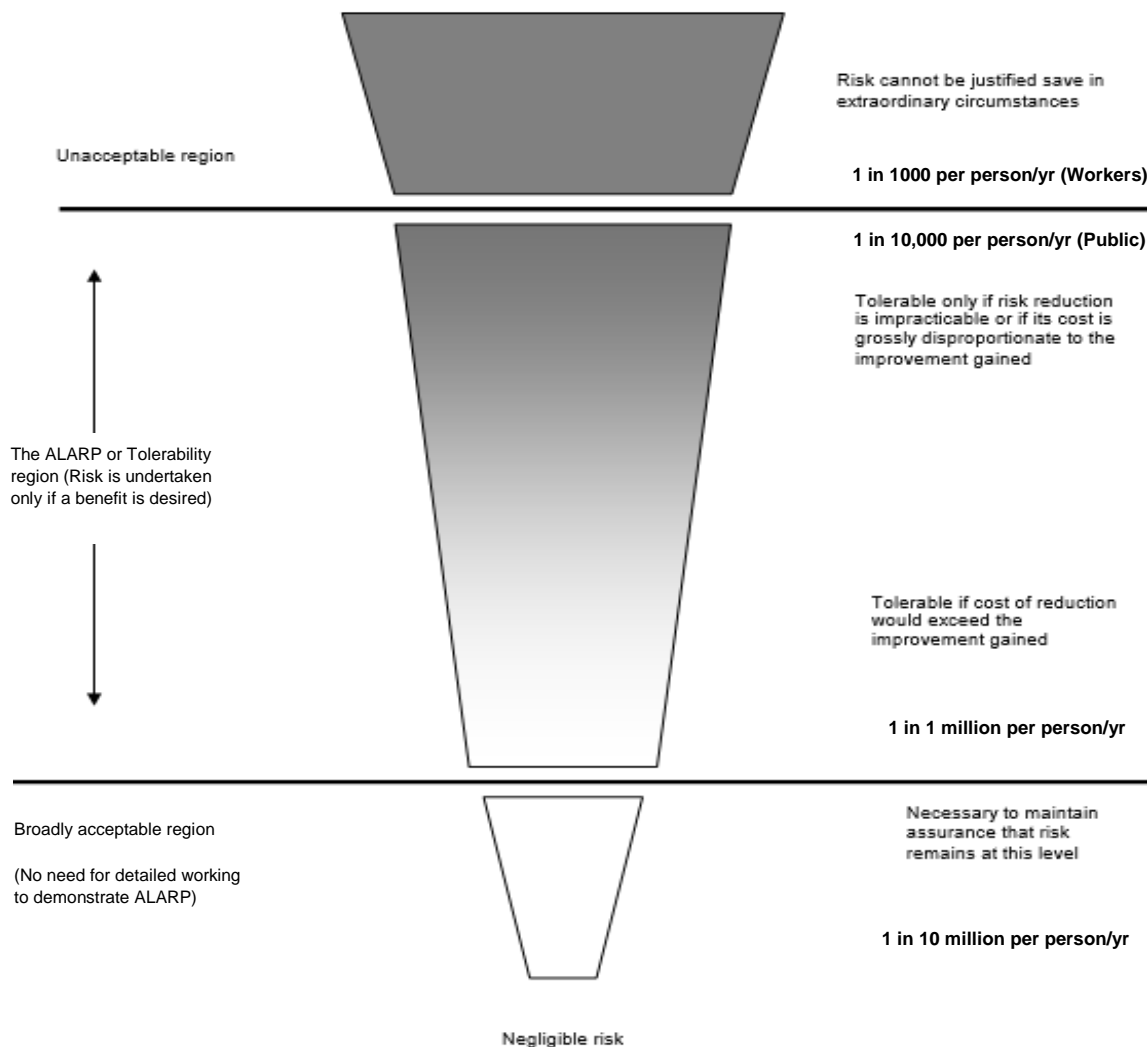 Risk cannot be justified save in
extraordinary circumstances
Unacceptable region
1 in 1000 per person/yr (Workers)
1 in 10,000 per person/yr (Public)
Tolerable only if risk reduction
is impracticable or if its cost is
grossly disproportionate to the
improvement gained
The ALARP or Tolerability
region (Risk is undertaken
only if a benefit is desired)
Tolerable if cost of reduction
would exceed the
improvement gained
1 in 1 million per person/yr
Broadly acceptable region
(No need for detailed working
to demonstrate ALARP)
Necessary to maintain
assurance that risk
remains at this level
1 in 10 million per person/yr
Negligible risk